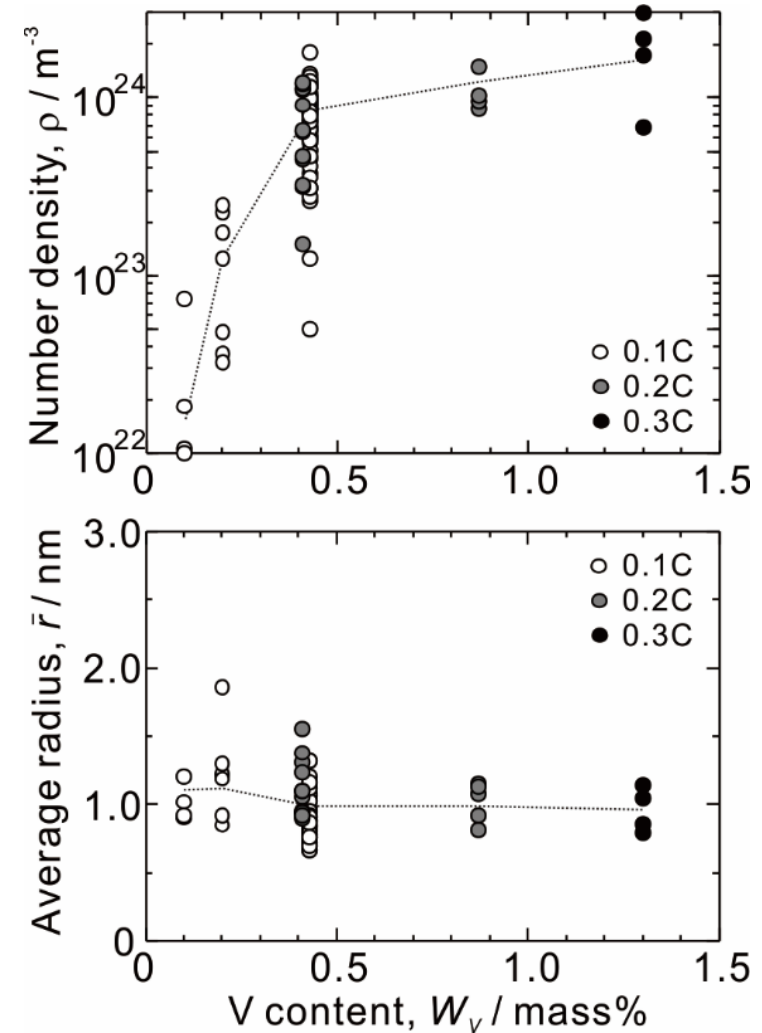 Number density, ρ / m⁻³
10²⁴
10²³
10²²
0.1C
0.2C
0.3C
0 0.5 1.0 1.5
Average radius, r̄ / nm
3.0
2.0
1.0
0
0.1C
0.2C
0.3C
0 0.5 1.0 1.5
V content, W_V / mass%